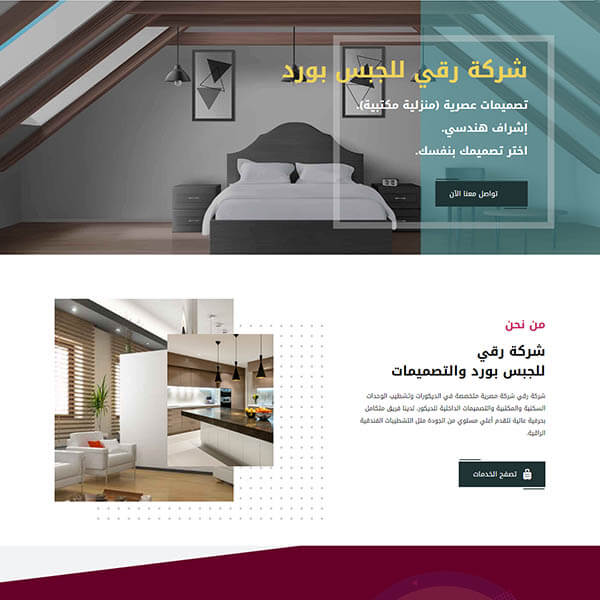 شركة رقي للجبس بورد
تصميمات عصرية (منزلية مكتبية).
إشراف هندسي.
اختر تصميمك بنفسك.
تواصل معنا الآن
من نحن
شركة رقي
للجبس بورد والتصميمات
شركة رقي شركة مصرية متخصصة في الديكورات وتشطيب الوحدات
السكنية والمكتبية والتصميمات الداخلية للديكور. لدينا فريق متكامل
بحرفية عالية لتقدم أعلي مستوي من الجودة مثل التشطيبات الفندقية
الراقية.
تصفح الخدمات